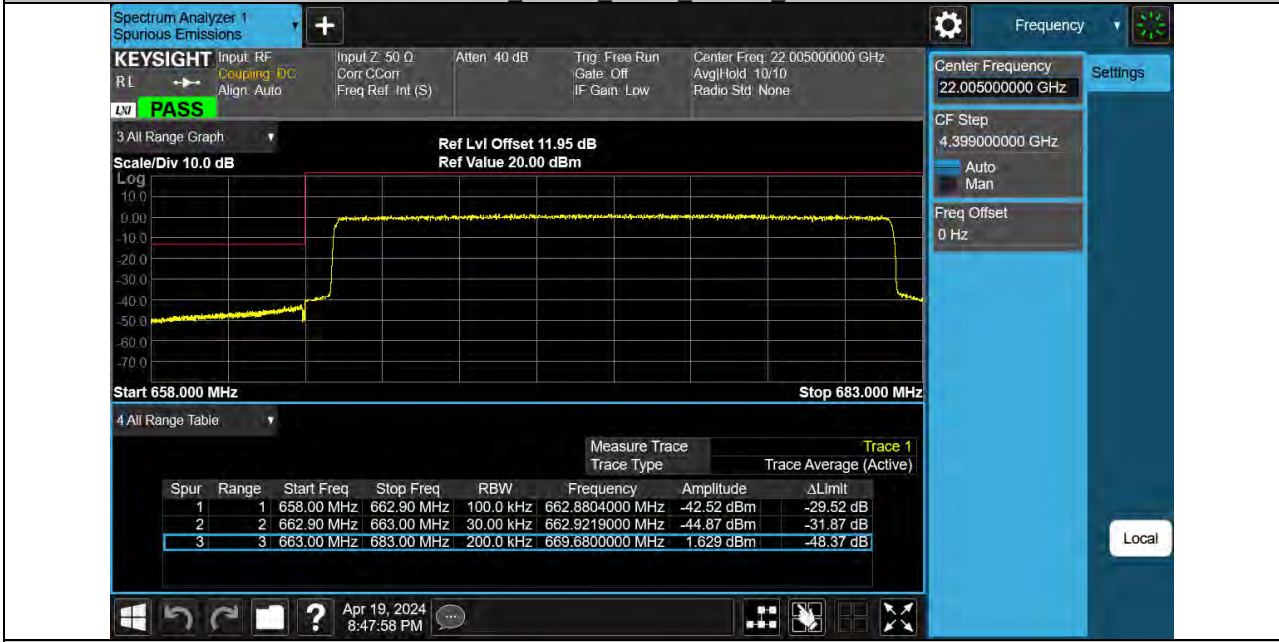 Spectrum Analyzer 1
Spurious Emissions
Frequency
KEYSIGHT
RL
LXI PASS
Input: RF
Coupling: DC
Align: Auto
Input Z: 50 Ω
Corr CCorr
Freq Ref: Int (S)
Atten: 40 dB
Trig: Free Run
Gate: Off
IF Gain: Low
Center Freq: 22.005000000 GHz
Avg|Hold: 10/10
Radio Std: None
Center Frequency
22.005000000 GHz
Settings
CF Step
4.399000000 GHz
Auto
Man
Freq Offset
0 Hz
3 All Range Graph
Scale/Div 10.0 dB
Ref Lvl Offset 11.95 dB
Ref Value 20.00 dBm
Log
10.0
0.00
-10.0
-20.0
-30.0
-40.0
-50.0
-60.0
-70.0
Start 658.000 MHz
Stop 683.000 MHz
4 All Range Table
Measure Trace Trace 1
Trace Type Trace Average (Active)
Spur Range Start Freq Stop Freq RBW Frequency Amplitude ΔLimit
1 1 658.00 MHz 662.90 MHz 100.0 kHz 662.8804000 MHz -42.52 dBm -29.52 dB
2 2 662.90 MHz 663.00 MHz 30.00 kHz 662.9219000 MHz -44.87 dBm -31.87 dB
3 3 663.00 MHz 683.00 MHz 200.0 kHz 669.6800000 MHz 1.629 dBm -48.37 dB
Local
Apr 19, 2024
8:47:58 PM